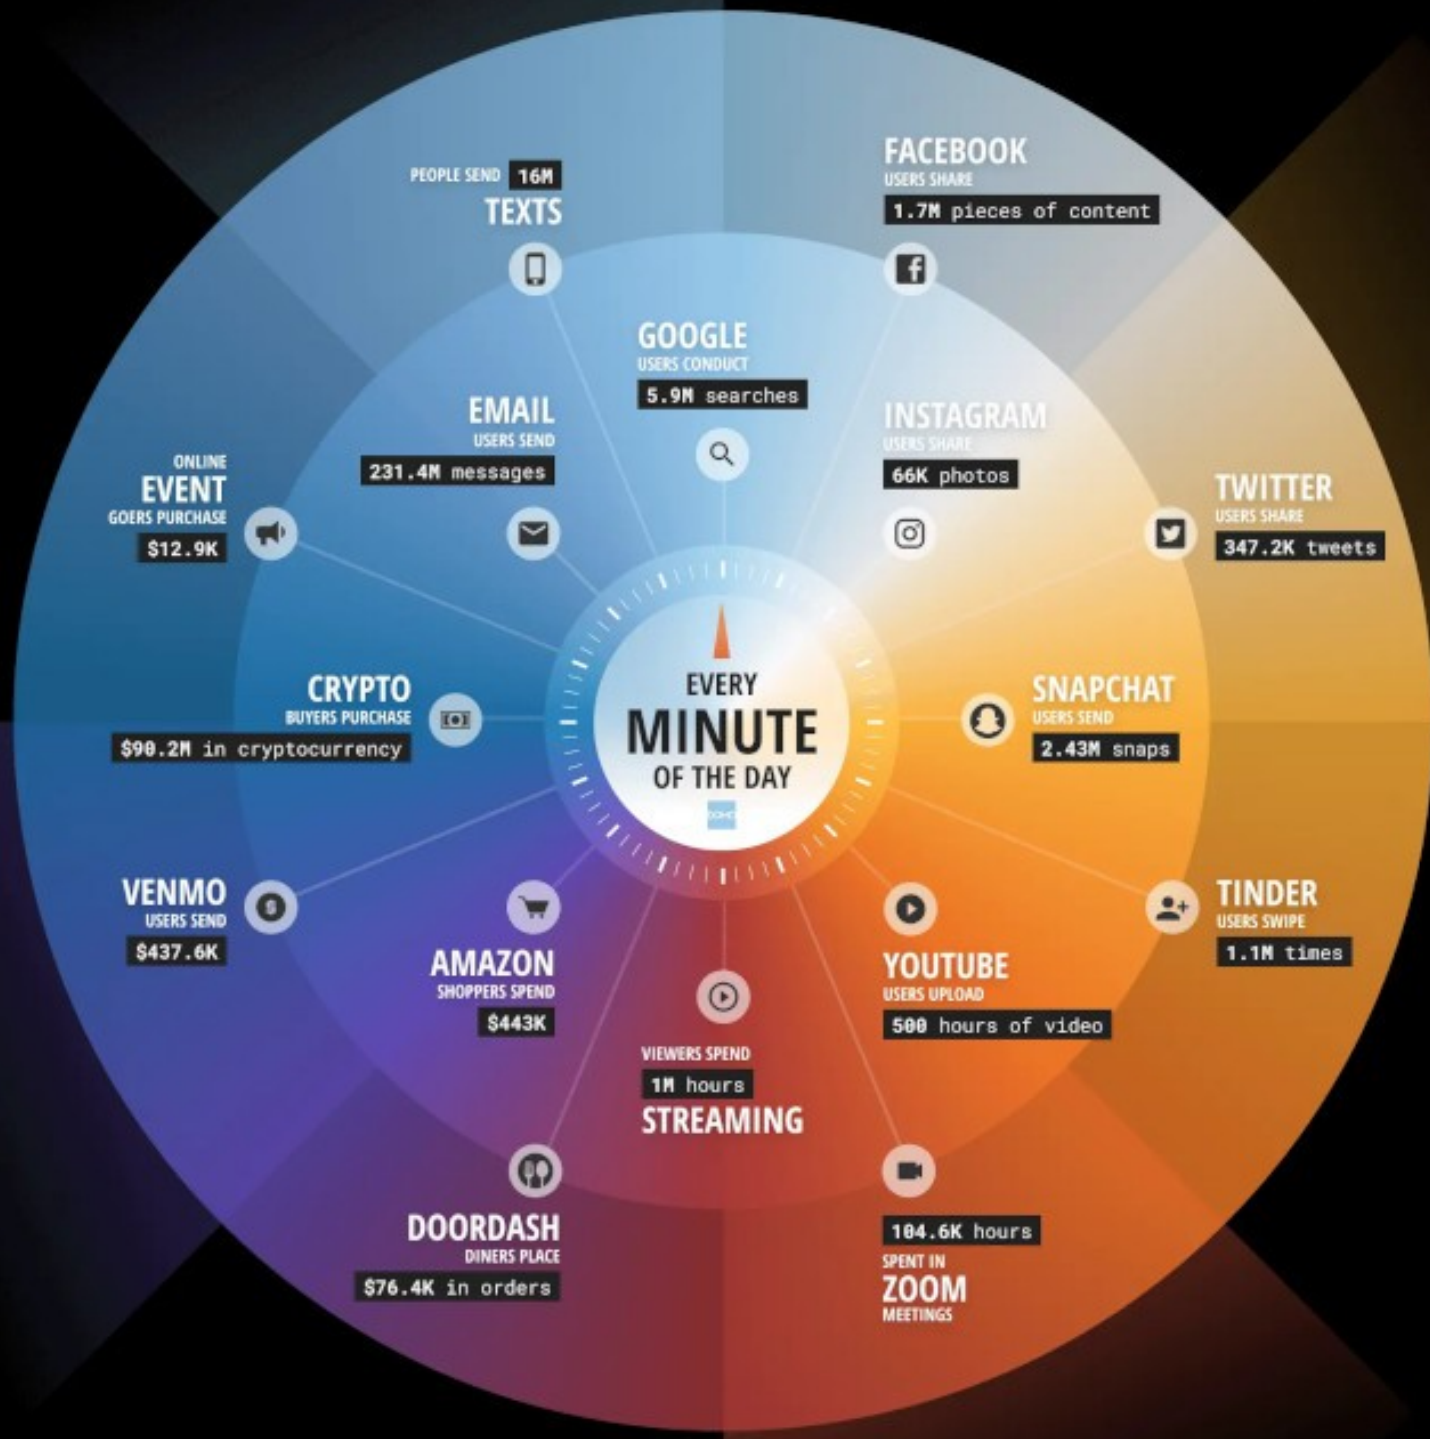 PEOPLE SEND 16M
TEXTS
FACEBOOK
USERS SHARE
1.7M pieces of content
GOOGLE
USERS CONDUCT
5.9M searches
EMAIL
USERS SEND
231.4M messages
INSTAGRAM
USERS SHARE
66K photos
ONLINE
EVENT
GOERS PURCHASE
$12.9K
TWITTER
USERS SHARE
347.2K tweets
CRYPTO
BUYERS PURCHASE
$90.2M in cryptocurrency
EVERY
MINUTE
OF THE DAY
DOMO
SNAPCHAT
USERS SEND
2.43M snaps
VENMO
USERS SEND
$437.6K
AMAZON
SHOPPERS SPEND
$443K
VIEWERS SPEND
1M hours
STREAMING
YOUTUBE
USERS UPLOAD
500 hours of video
TINDER
USERS SWIPE
1.1M times
DOORDASH
DINERS PLACE
$76.4K in orders
104.6K hours
SPENT IN
ZOOM
MEETINGS